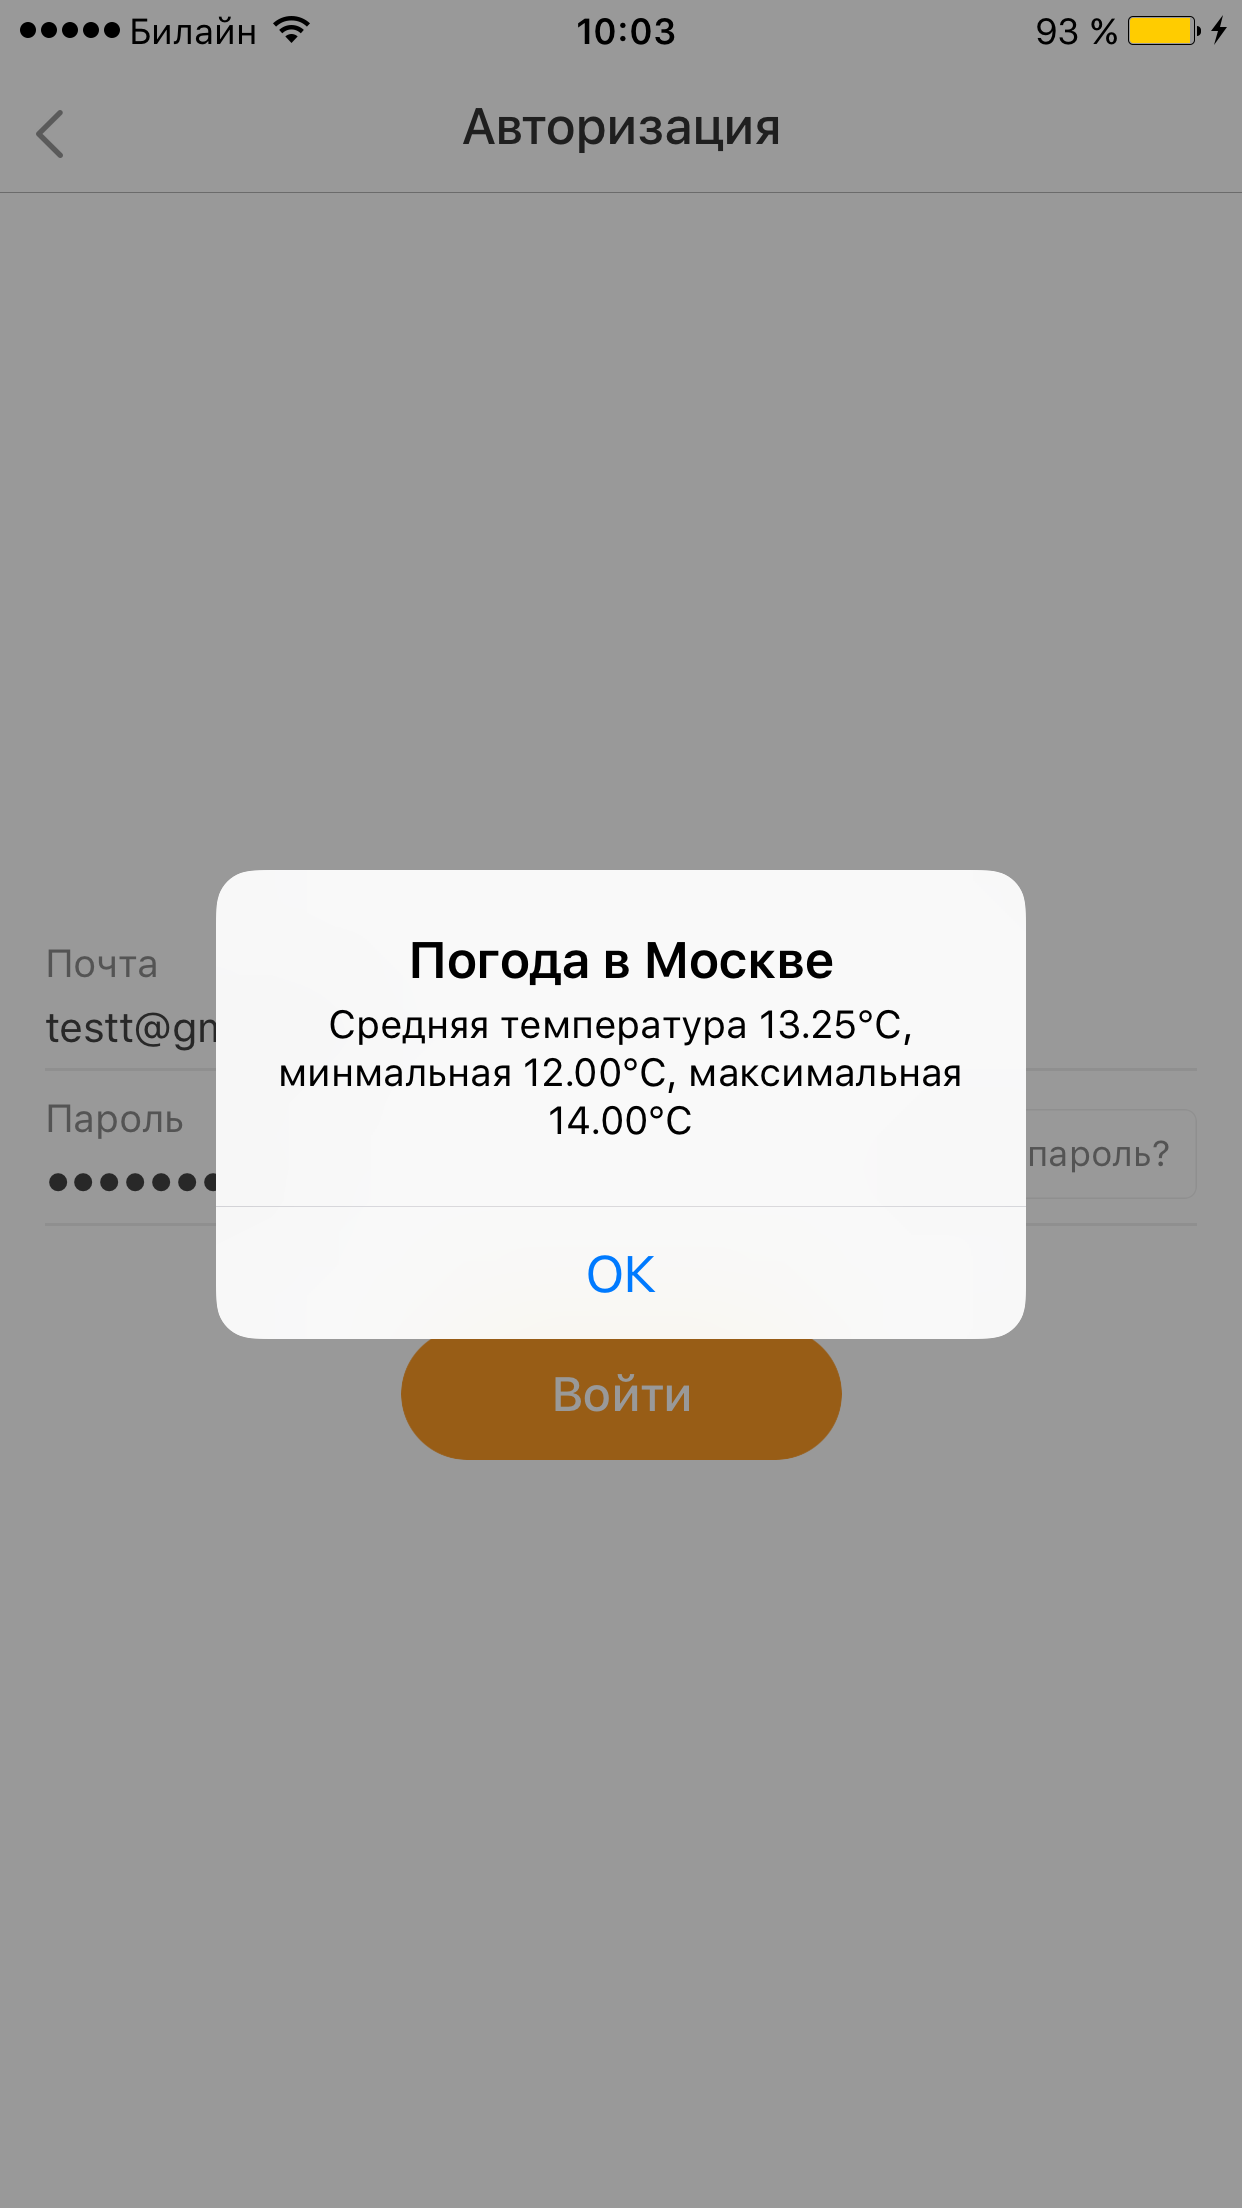 Билайн 10:03 93 %
Авторизация
Погода в Москве
Средняя температура 13.25°C,
минмальная 12.00°C, максимальная
14.00°C
OK
Почта
testt@gm
Пароль
пароль?
Войти